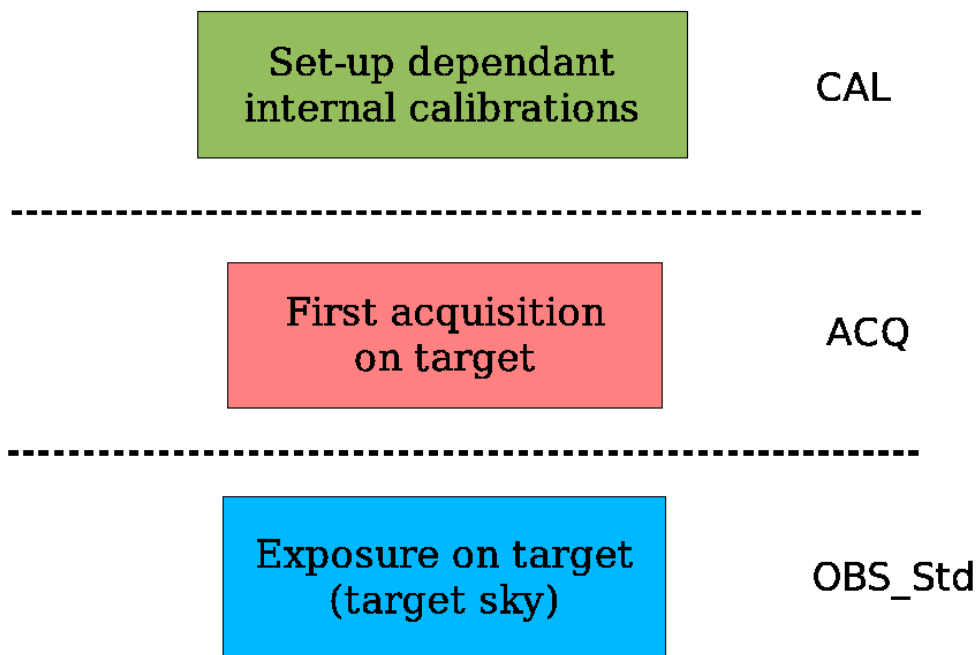 Set-up dependant
internal calibrations
CAL
First acquisition
on target
ACQ
Exposure on target
(target sky)
OBS_Std